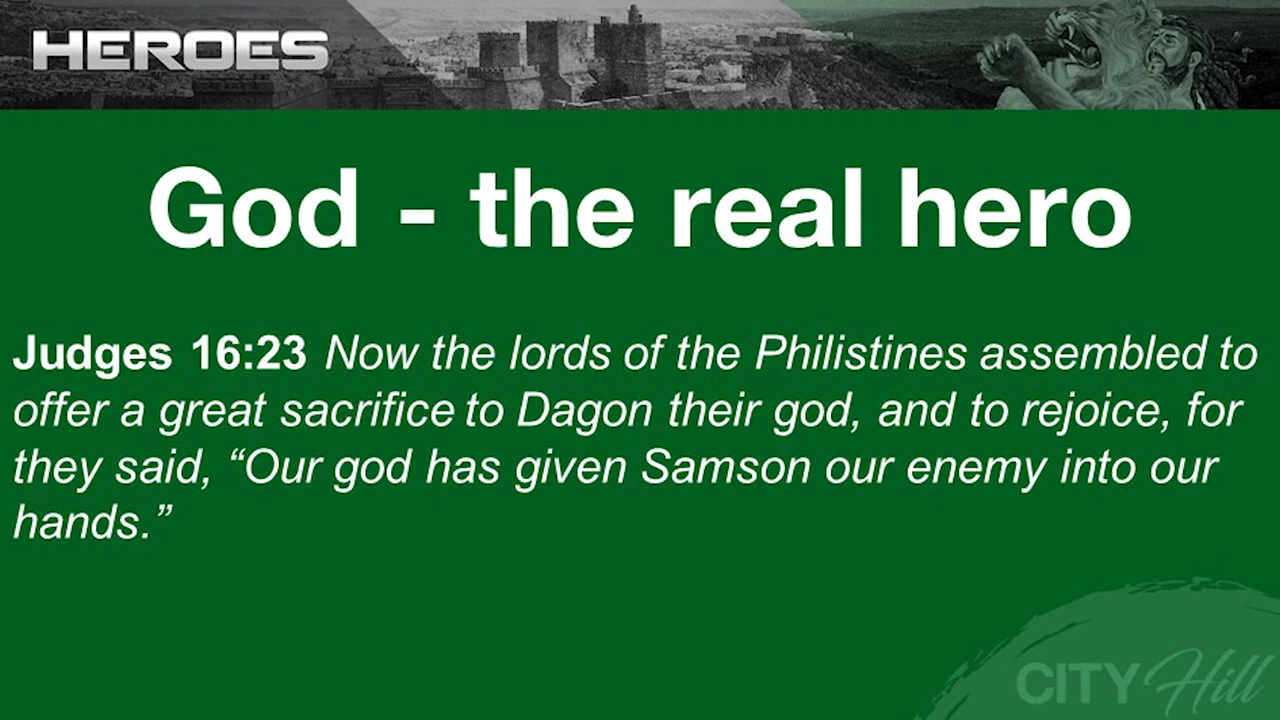 HEROES
God - the real hero
Judges 16:23 Now the lords of the Philistines assembled to
offer a great sacrifice to Dagon their god, and to rejoice, for
they said, “Our god has given Samson our enemy into our
hands.”
CITY Hill